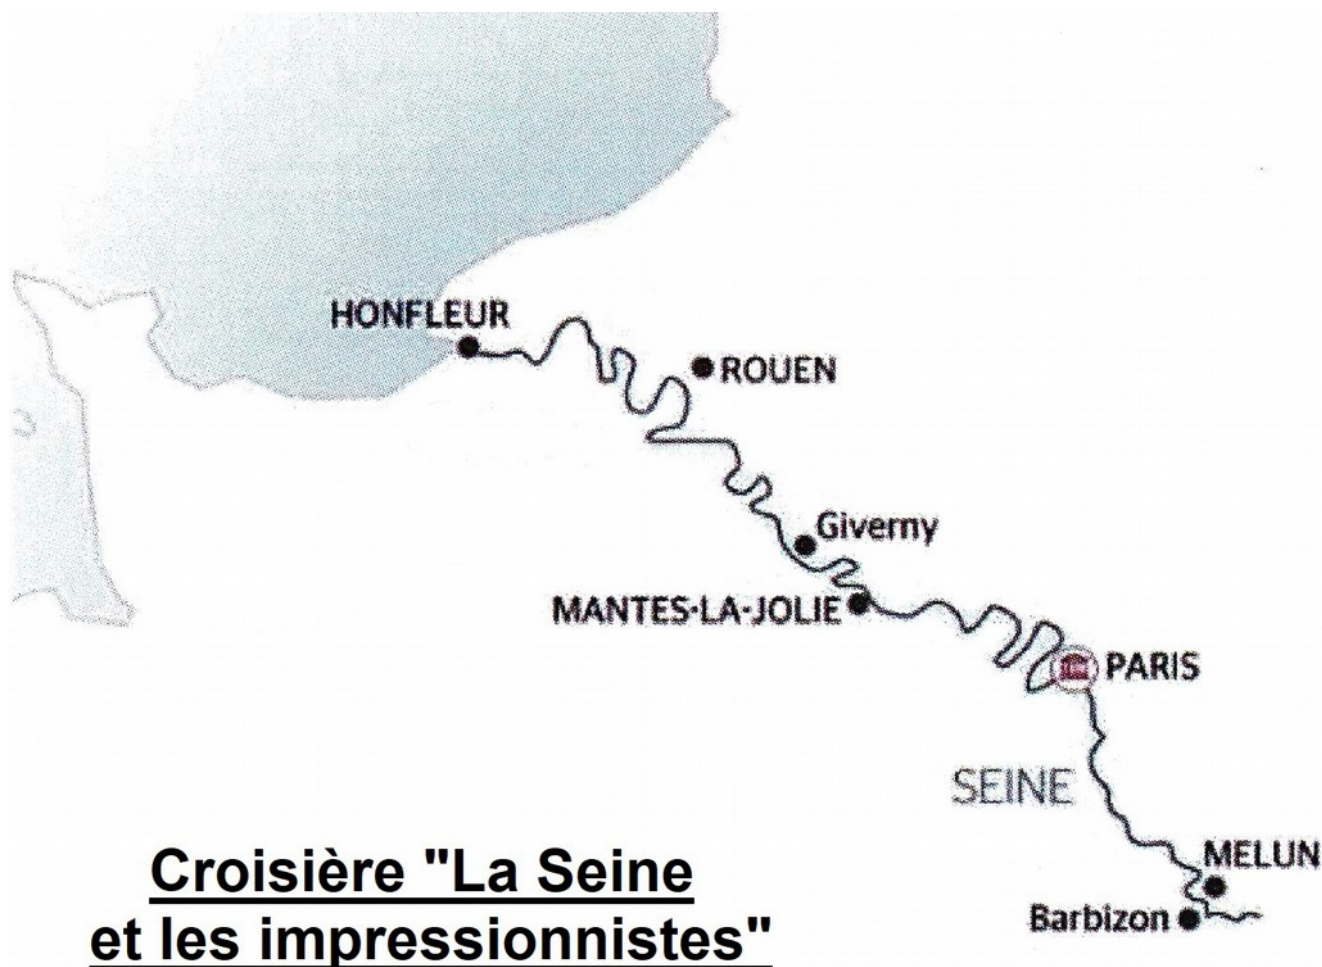 HONFLEUR
ROUEN
Giverny
MANTES-LA-JOLIE
PARIS
SEINE
MELUN
Barbizon
Croisière "La Seine
et les impressionnistes"